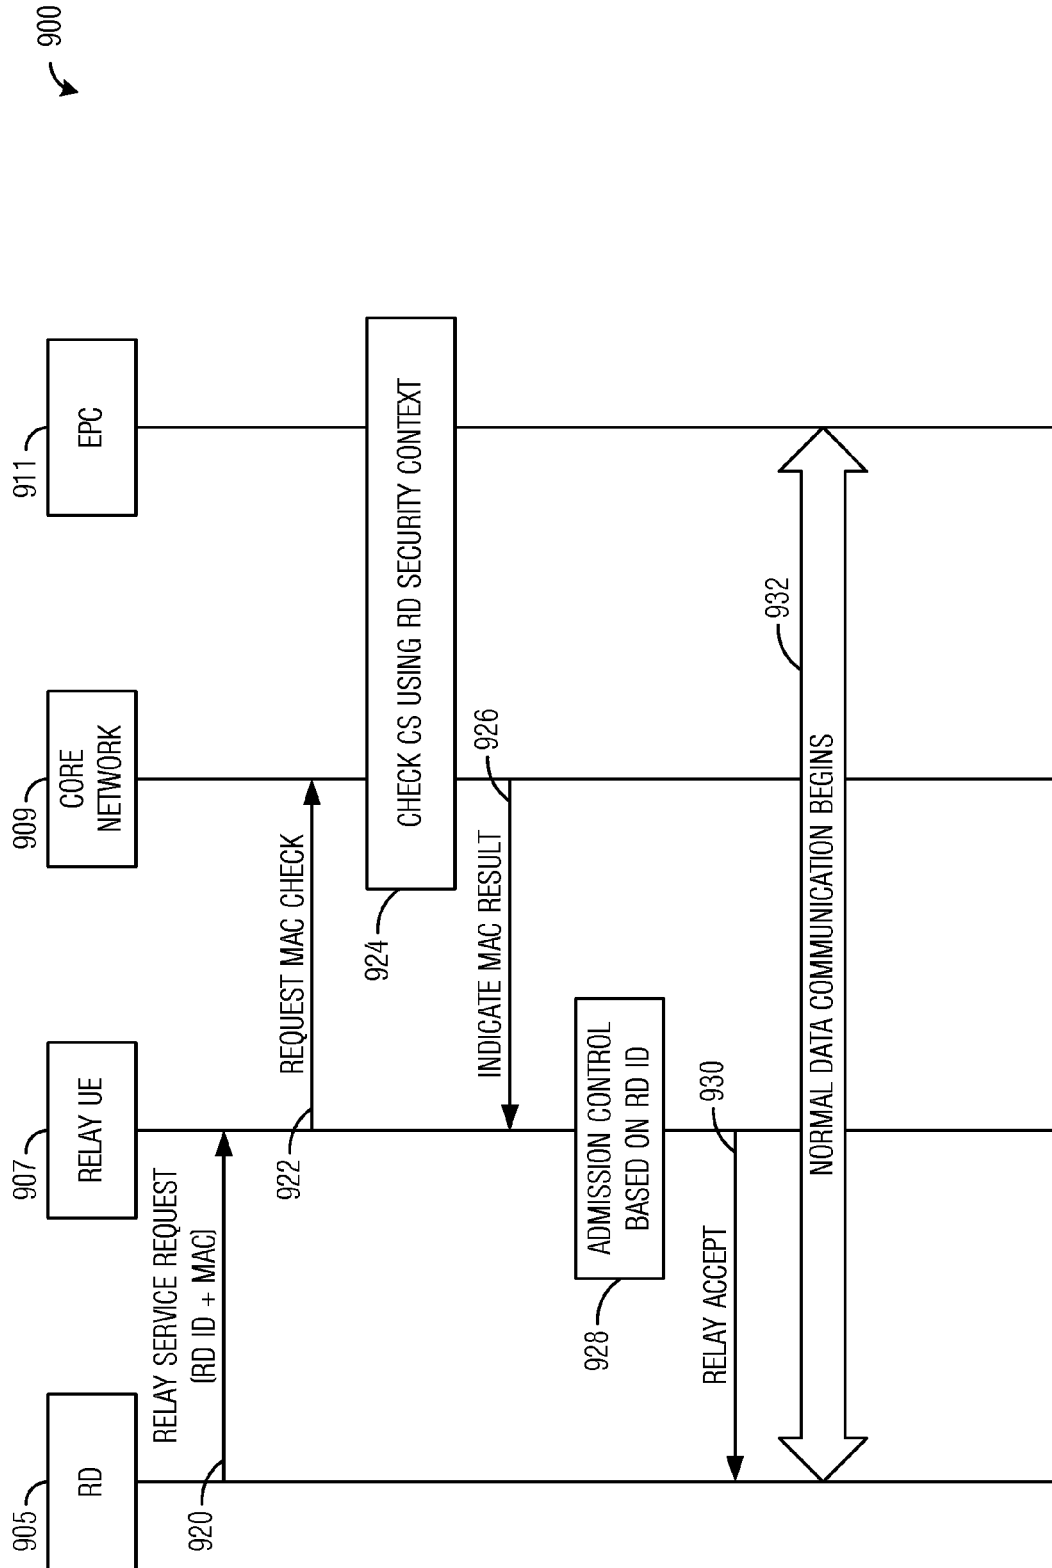 900
905
RD
907
RELAY UE
909
CORE
NETWORK
911
EPC
RELAY SERVICE REQUEST
(RD ID + MAC)
920
REQUEST MAC CHECK
922
CHECK CS USING RD SECURITY CONTEXT
924
INDICATE MAC RESULT
926
ADMISSION CONTROL
BASED ON RD ID
928
RELAY ACCEPT
930
NORMAL DATA COMMUNICATION BEGINS
932